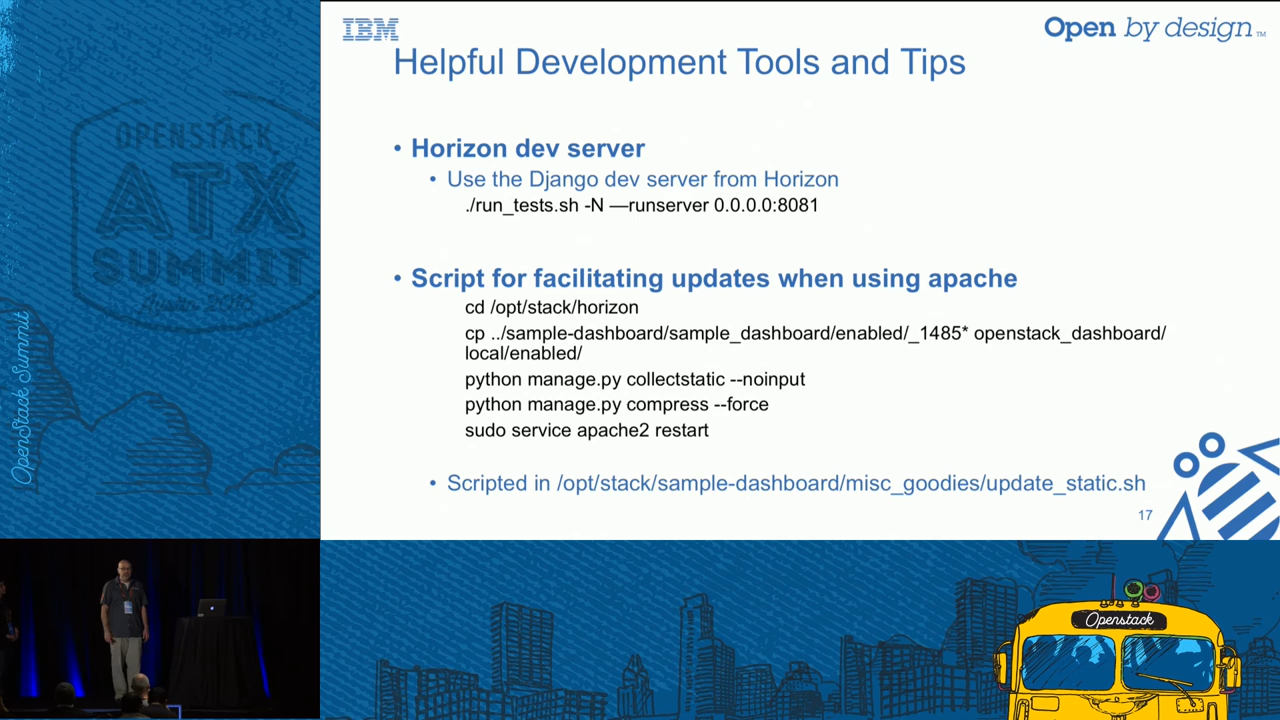 IBM
Open by design™
Helpful Development Tools and Tips
• Horizon dev server
• Use the Django dev server from Horizon
./run_tests.sh -N —runserver 0.0.0.0:8081
• Script for facilitating updates when using apache
cd /opt/stack/horizon
cp ../sample-dashboard/sample_dashboard/enabled/_1485* openstack_dashboard/
local/enabled/
python manage.py collectstatic --noinput
python manage.py compress --force
sudo service apache2 restart
• Scripted in /opt/stack/sample-dashboard/misc_goodies/update_static.sh
17
OPENSTACK
ATX
SUMMIT
OpenStack Summit
Openstack